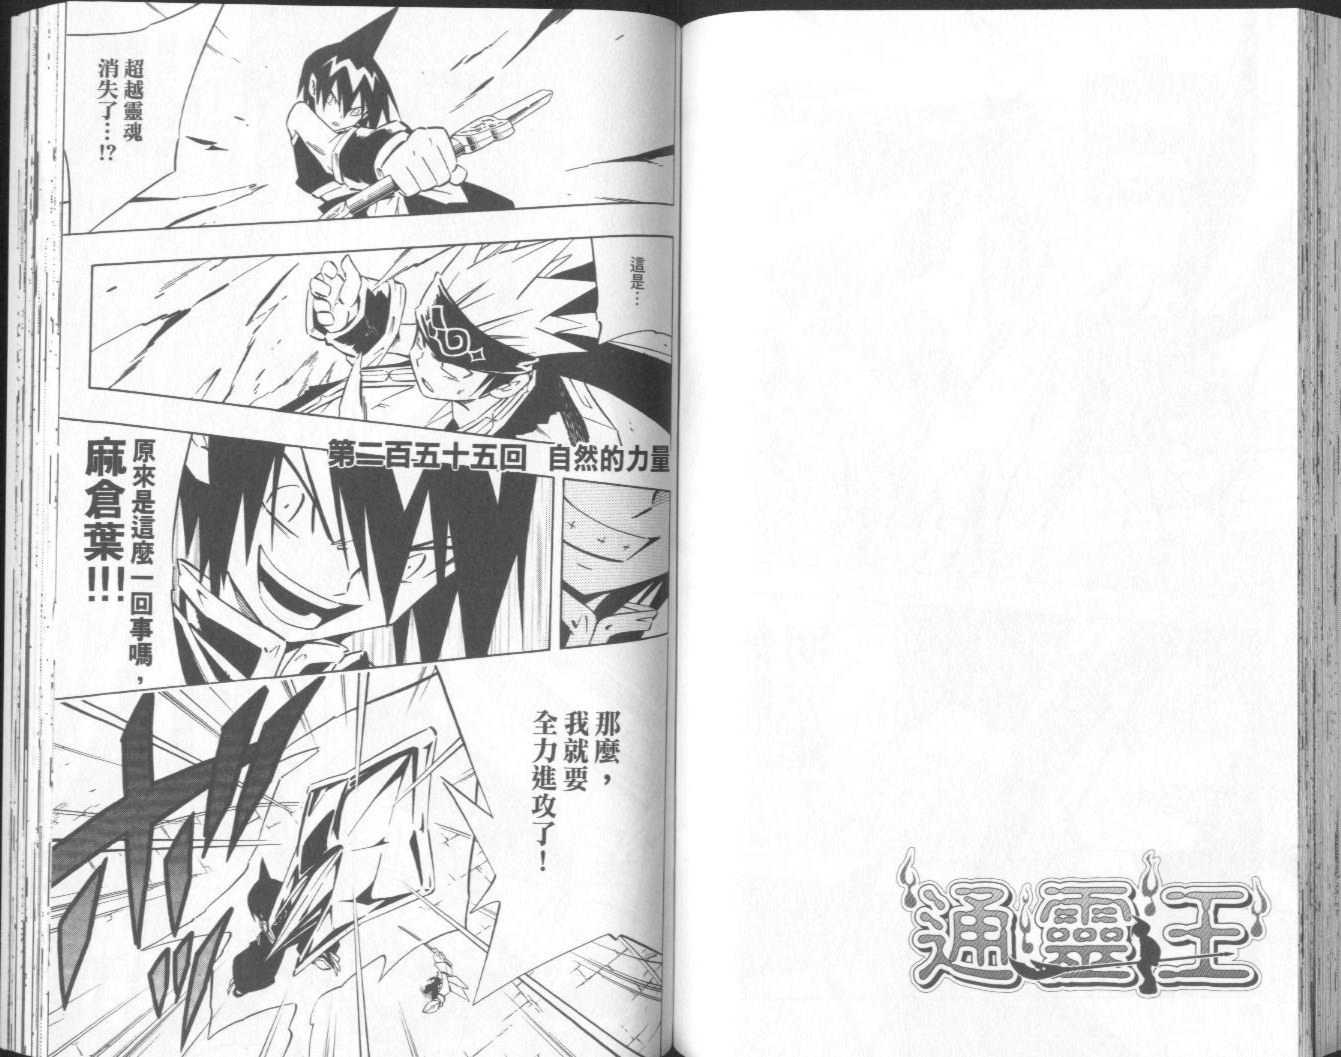 通靈王
超越靈魂
消失了…!?
這是…
第二百五十五回 自然的力量
原來是這麼一回事嗎，
麻倉葉!!!
那麼，
我就要
全力進攻了！